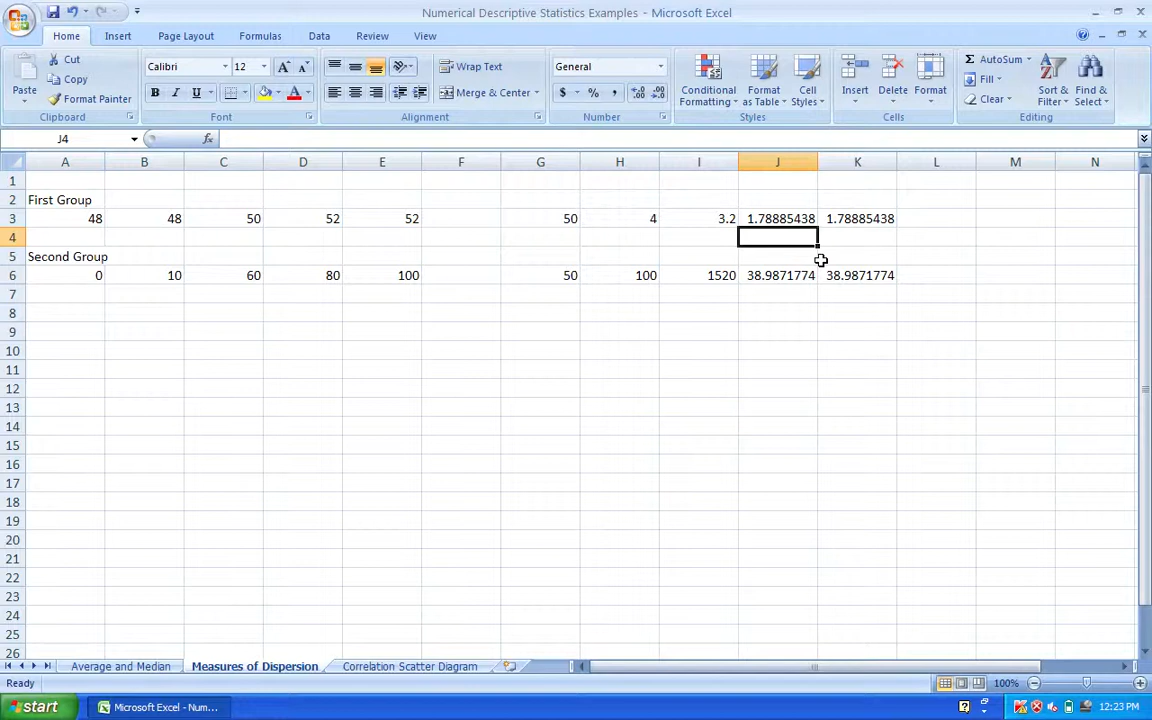 Numerical Descriptive Statistics Examples - Microsoft Excel
Home Insert Page Layout Formulas Data Review View
Paste
Cut
Copy
Format Painter
Clipboard
Calibri 12
B I U
Font
Wrap Text
Merge & Center
Alignment
General
$ % ,
Number
Conditional Formatting
Format as Table
Cell Styles
Styles
Insert Delete Format
Cells
Σ AutoSum
Fill
Clear
Sort & Filter
Find & Select
Editing
J4 fx
A B C D E F G H I J K L M N
1
2 First Group
3 48 48 50 52 52 50 4 3.2 1.78885438 1.78885438
4
5 Second Group
6 0 10 60 80 100 50 100 1520 38.9871774 38.9871774
7
8
9
10
11
12
13
14
15
16
17
18
19
20
21
22
23
24
25
26
Average and Median Measures of Dispersion Correlation Scatter Diagram
Ready 100%
start Microsoft Excel - Num... 12:23 PM